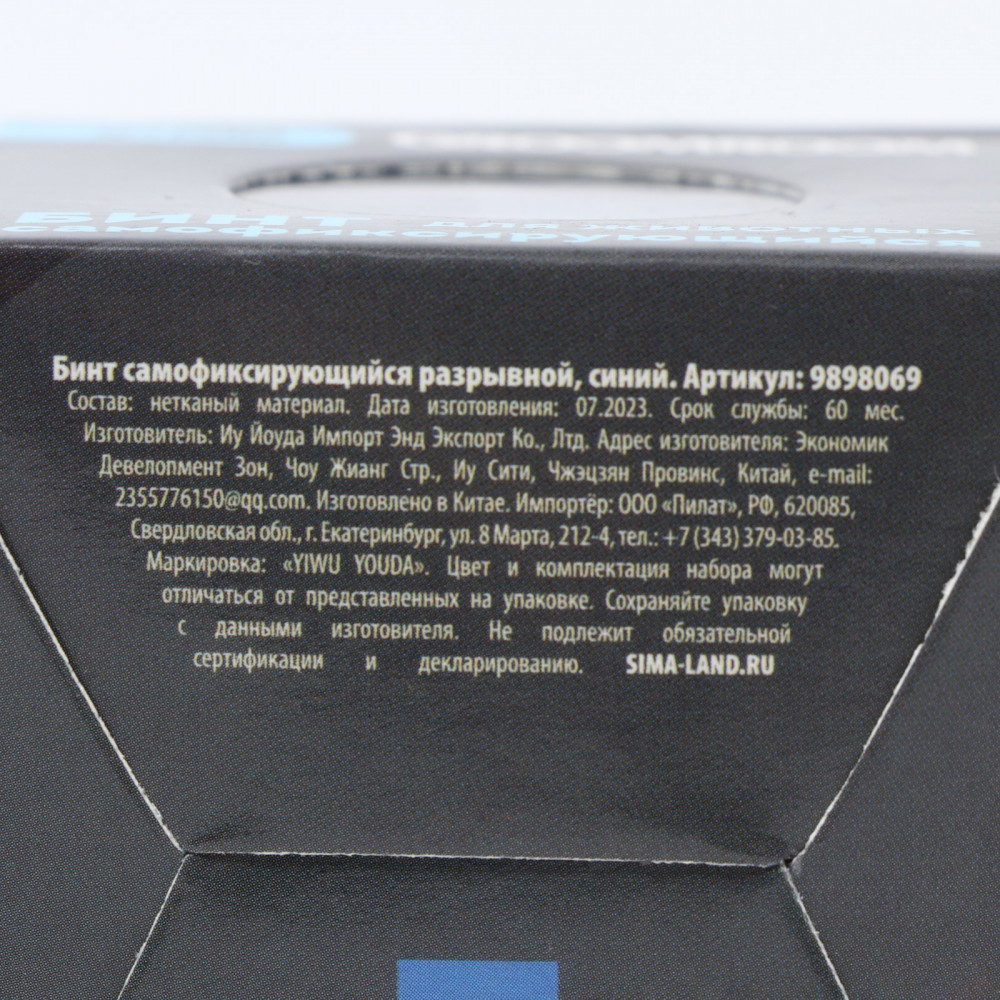 БИНТ для животных
самофиксирующийся
Бинт самофиксирующийся разрывной, синий. Артикул: 9898069
Состав: нетканый материал. Дата изготовления: 07.2023. Срок службы: 60 мес.
Изготовитель: Иу Йоуда Импорт Энд Экспорт Ко., Лтд. Адрес изготовителя: Экономик
Девелопмент Зон, Чоу Жианг Стр., Иу Сити, Чжэцзян Провинс, Китай, e-mail:
2355776150@qq.com. Изготовлено в Китае. Импортёр: ООО «Пилат», РФ, 620085,
Свердловская обл., г. Екатеринбург, ул. 8 Марта, 212-4, тел.: +7 (343) 379-03-85.
Маркировка: «YIWU YOUDA». Цвет и комплектация набора могут
отличаться от представленных на упаковке. Сохраняйте упаковку
с данными изготовителя. Не подлежит обязательной
сертификации и декларированию. SIMA-LAND.RU